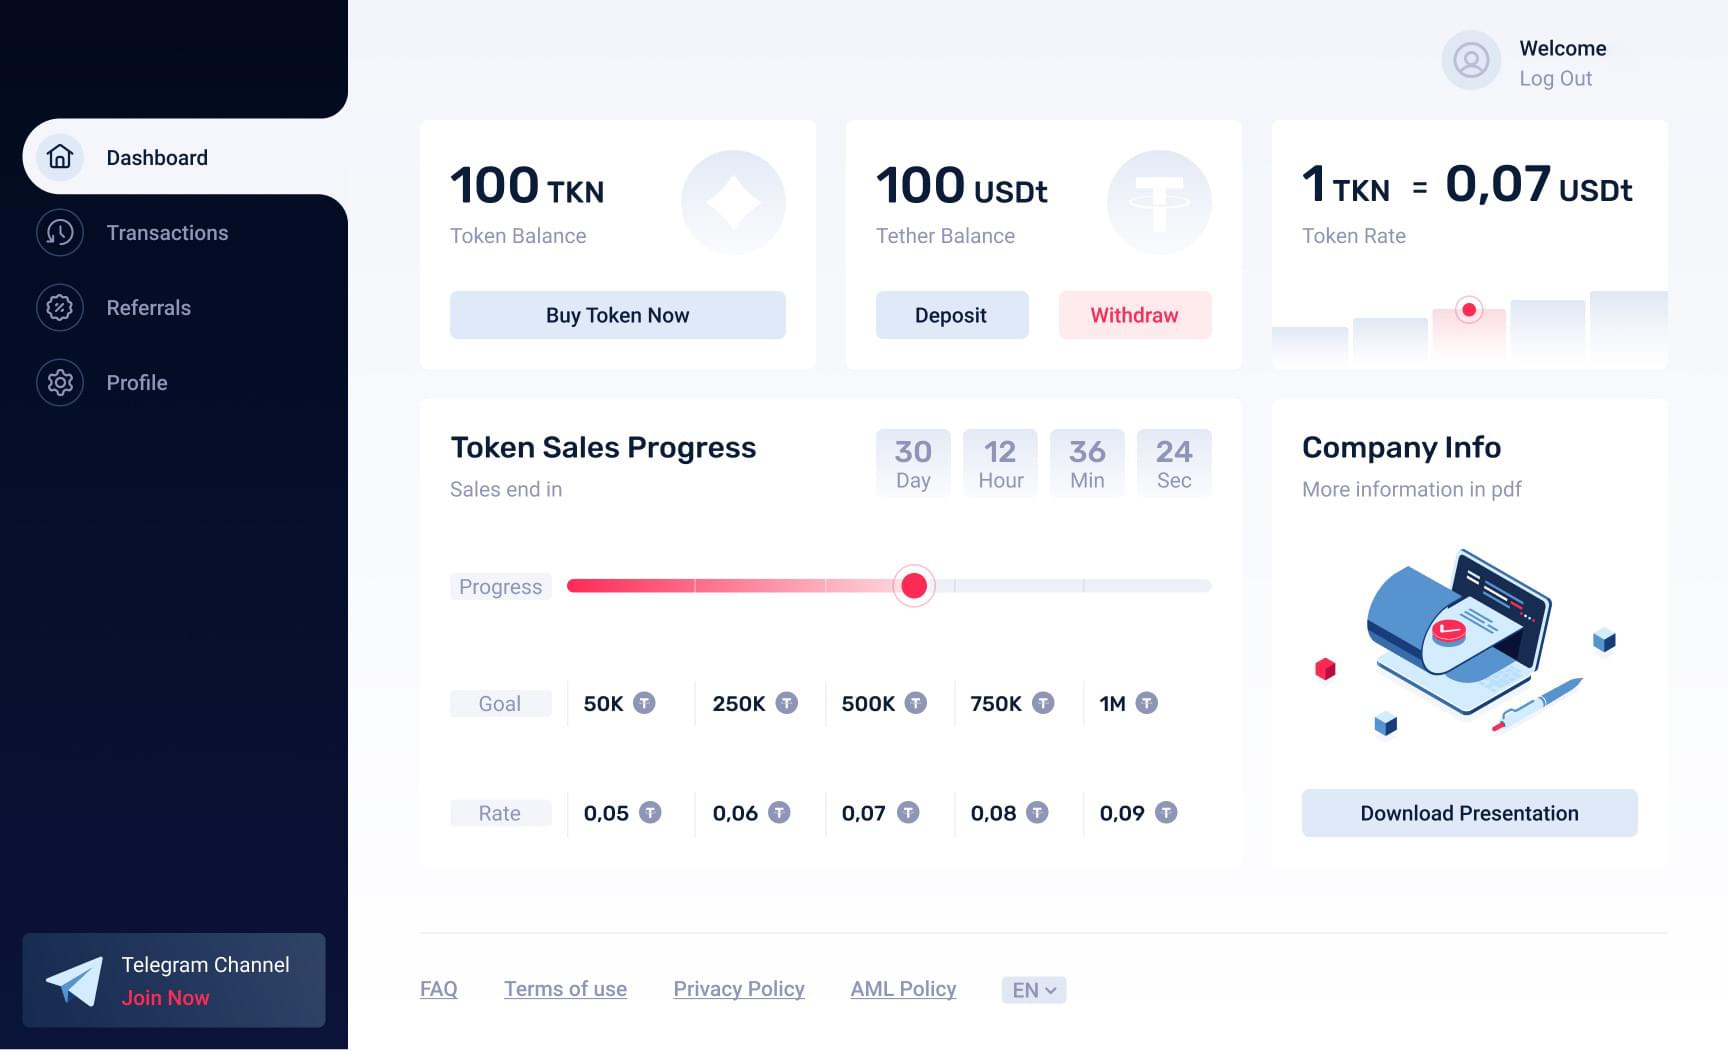 Welcome
Log Out
Dashboard
Transactions
Referrals
Profile
100 TKN
Token Balance
Buy Token Now
100 USDt
Tether Balance
Deposit
Withdraw
1 TKN = 0,07 USDt
Token Rate
Token Sales Progress
Sales end in
30 12 36 24
Day Hour Min Sec
Progress
Goal 50K 250K 500K 750K 1M
Rate 0,05 0,06 0,07 0,08 0,09
Company Info
More information in pdf
Download Presentation
Telegram Channel
Join Now
FAQ Terms of use Privacy Policy AML Policy EN